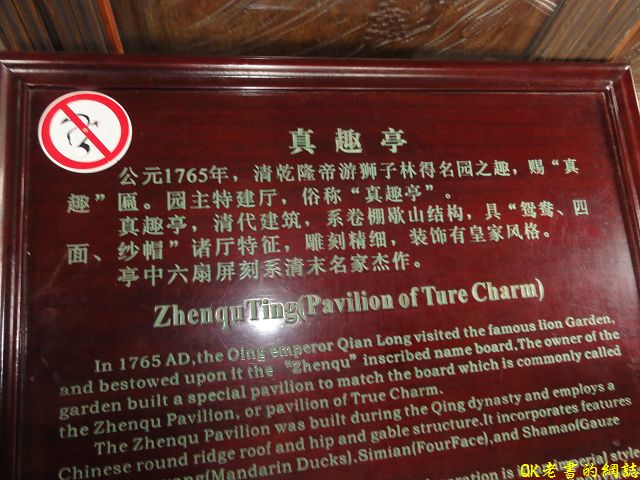 真趣亭
公元1765年，清乾隆帝游狮子林得名园之趣，赐“真
趣”匾。园主特建厅，俗称“真趣亭”。
真趣亭，清代建筑，系卷棚歇山结构，具“鸳鸯、四
面、纱帽”诸厅特征，雕刻精细，装饰有皇家风格。
亭中六扇屏刻系清末名家杰作。
ZhenquTing(Pavilion of Ture Charm)
In 1765 AD,the Qing emperor Qian Long visited the famous lion Garden,
and bestowed upon it the “Zhenqu” inscribed name board.The owner of the
garden built a special pavilion to match the board which is commonly called
the Zhenqu Pavilion, or pavilion of True Charm.
The Zhenqu Pavilion was built during the Qing dynasty and employs a
Chinese round ridge roof and hip and gable structure.It incorporates features
(Mandarin Ducks),Simian(FourFace),and Shamao(Gauze
imperial style
QK老書的網誌